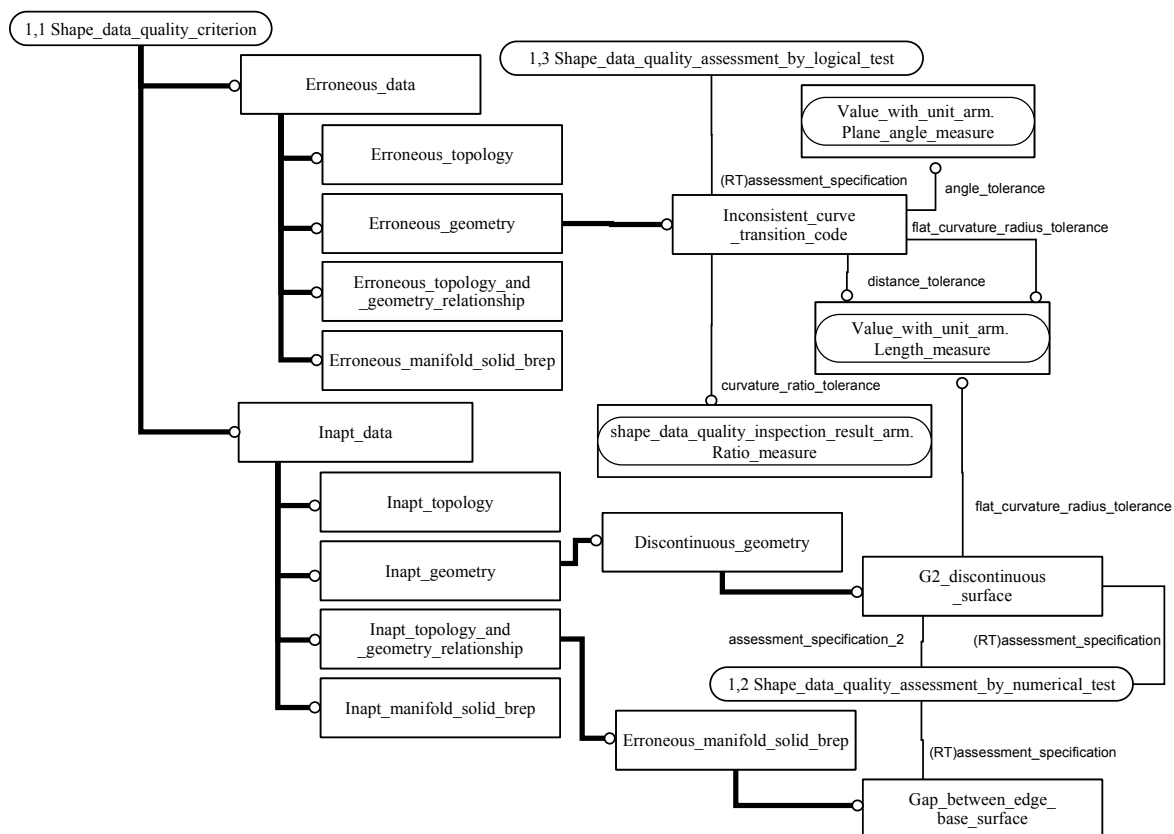 1,1 Shape_data_quality_criterion
Erroneous_data
1,3 Shape_data_quality_assessment_by_logical_test
Value_with_unit_arm.
Plane_angle_measure
Erroneous_topology
(RT)assessment_specification
angle_tolerance
Erroneous_geometry
Inconsistent_curve
_transition_code
flat_curvature_radius_tolerance
Erroneous_topology_and
_geometry_relationship
distance_tolerance
Value_with_unit_arm.
Length_measure
Erroneous_manifold_solid_brep
curvature_ratio_tolerance
Inapt_data
shape_data_quality_inspection_result_arm.
Ratio_measure
Inapt_topology
flat_curvature_radius_tolerance
Discontinuous_geometry
Inapt_geometry
G2_discontinuous
_surface
Inapt_topology_and
_geometry_relationship
assessment_specification_2
(RT)assessment_specification
1,2 Shape_data_quality_assessment_by_numerical_test
Inapt_manifold_solid_brep
Erroneous_manifold_solid_brep
(RT)assessment_specification
Gap_between_edge_
base_surface